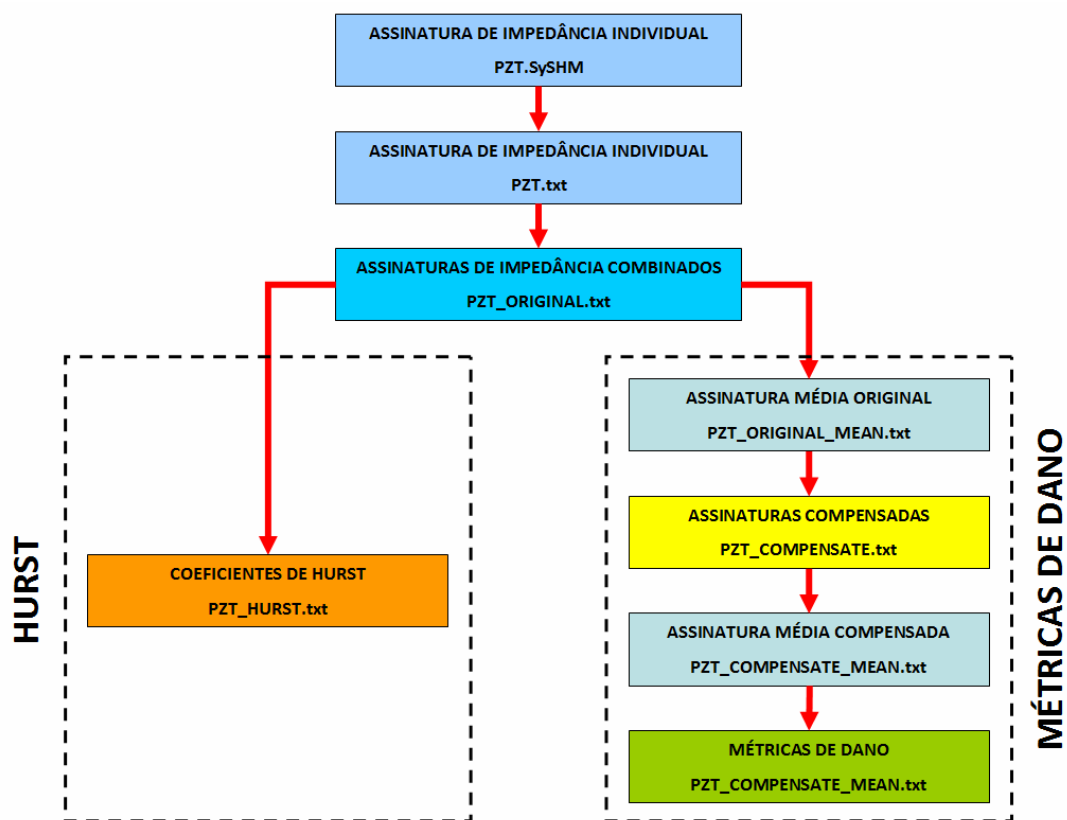 ASSINATURA DE IMPEDÂNCIA INDIVIDUAL
PZT.SySHM
ASSINATURA DE IMPEDÂNCIA INDIVIDUAL
PZT.txt
ASSINATURAS DE IMPEDÂNCIA COMBINADOS
PZT_ORIGINAL.txt
HURST
COEFICIENTES DE HURST
PZT_HURST.txt
ASSINATURA MÉDIA ORIGINAL
PZT_ORIGINAL_MEAN.txt
ASSINATURAS COMPENSADAS
PZT_COMPENSATE.txt
ASSINATURA MÉDIA COMPENSADA
PZT_COMPENSATE_MEAN.txt
MÉTRICAS DE DANO
PZT_COMPENSATE_MEAN.txt
MÉTRICAS DE DANO